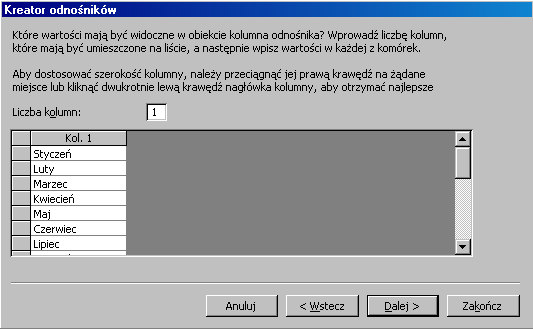 Kreator odnośników
Które wartości mają być widoczne w obiekcie kolumna odnośnika? Wprowadź liczbę kolumn,
które mają być umieszczone na liście, a następnie wpisz wartości w każdej z komórek.
Aby dostosować szerokość kolumny, należy przeciągnąć jej prawą krawędź na żądane
miejsce lub kliknąć dwukrotnie lewą krawędź nagłówka kolumny, aby otrzymać najlepsze
Liczba kolumn: 1
Kol. 1
Styczeń
Luty
Marzec
Kwiecień
Maj
Czerwiec
Lipiec
Anuluj < Wstecz Dalej > Zakończ